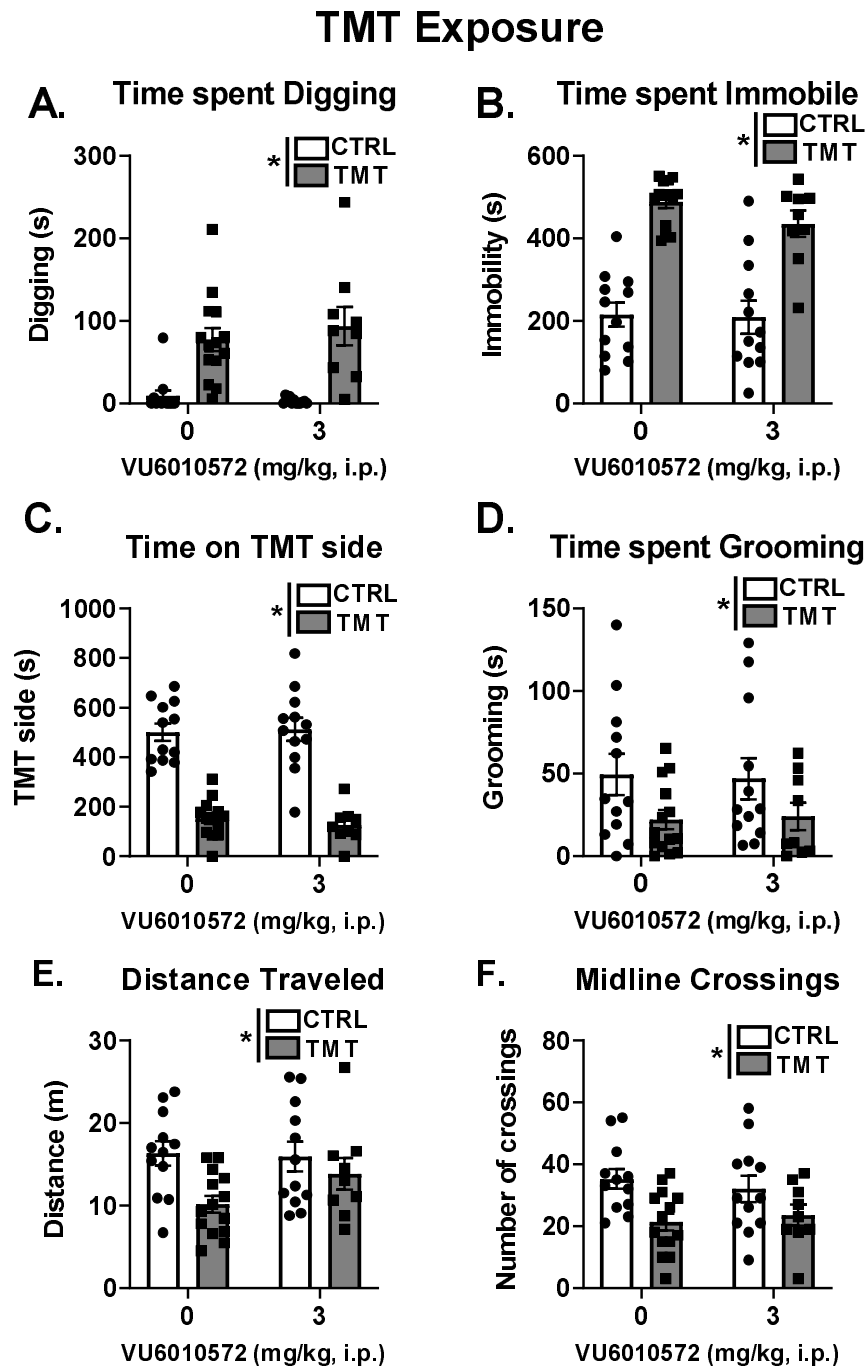 TMT Exposure
A.
Time spent Digging
*
CTRL
TMT
300
200
100
0
Digging (s)
0
3
VU6010572 (mg/kg, i.p.)
B.
Time spent Immobile
*
CTRL
TMT
600
400
200
0
Immobility (s)
0
3
VU6010572 (mg/kg, i.p.)
C.
Time on TMT side
*
CTRL
TMT
1000
800
600
400
200
0
TMT side (s)
0
3
VU6010572 (mg/kg, i.p.)
D.
Time spent Grooming
*
CTRL
TMT
150
100
50
0
Grooming (s)
0
3
VU6010572 (mg/kg, i.p.)
E.
Distance Traveled
*
CTRL
TMT
30
20
10
0
Distance (m)
0
3
VU6010572 (mg/kg, i.p.)
F.
Midline Crossings
*
CTRL
TMT
80
60
40
20
0
Number of crossings
0
3
VU6010572 (mg/kg, i.p.)